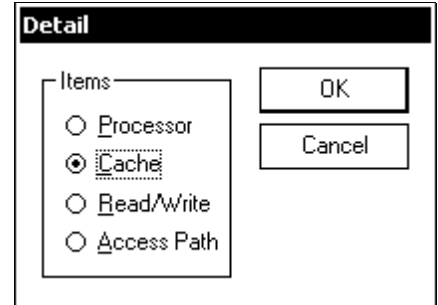 Detail
Items
Processor
Cache
Read/Write
Access Path
OK
Cancel